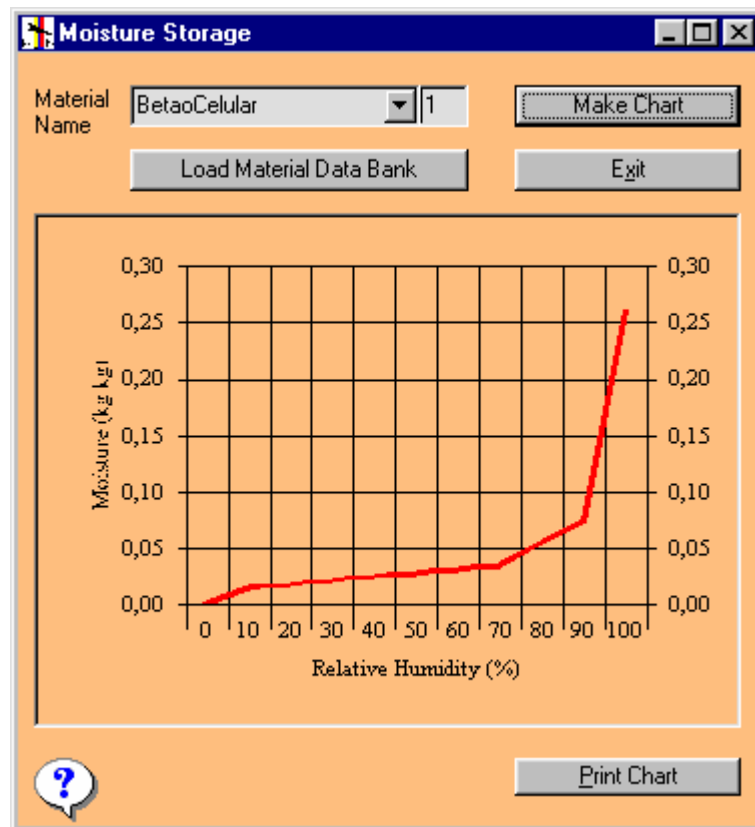 Moisture Storage
Material Name
BetaoCelular
1
Make Chart
Load Material Data Bank
Exit
0,30
0,30
0,25
0,25
0,20
0,20
0,15
0,15
0,10
0,10
0,05
0,05
0,00
0,00
Moisture (kg kg)
0 10 20 30 40 50 60 70 80 90 100
Relative Humidity (%)
?
Print Chart